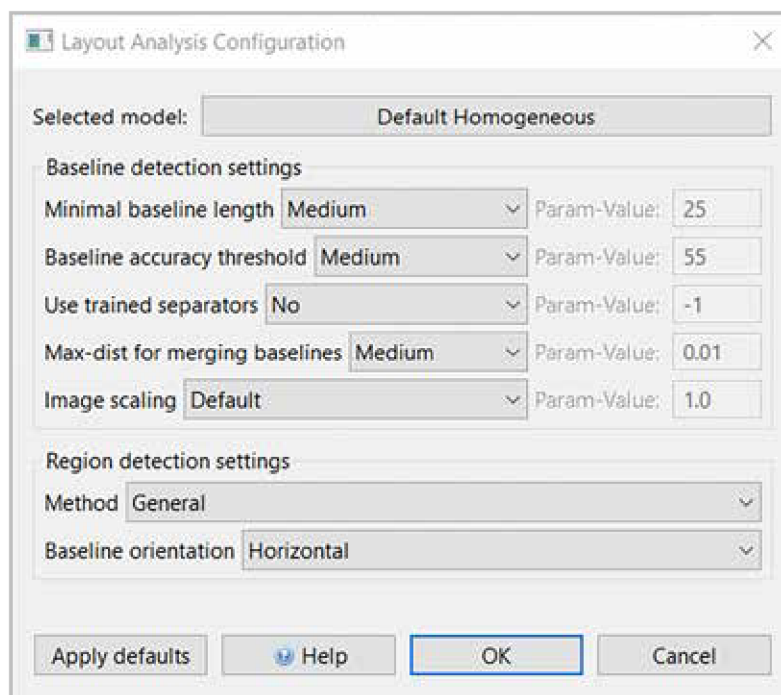 Layout Analysis Configuration
Selected model: Default Homogeneous
Baseline detection settings
Minimal baseline length Medium Param-Value: 25
Baseline accuracy threshold Medium Param-Value: 55
Use trained separators No Param-Value: -1
Max-dist for merging baselines Medium Param-Value: 0.01
Image scaling Default Param-Value: 1.0
Region detection settings
Method General
Baseline orientation Horizontal
Apply defaults Help OK Cancel